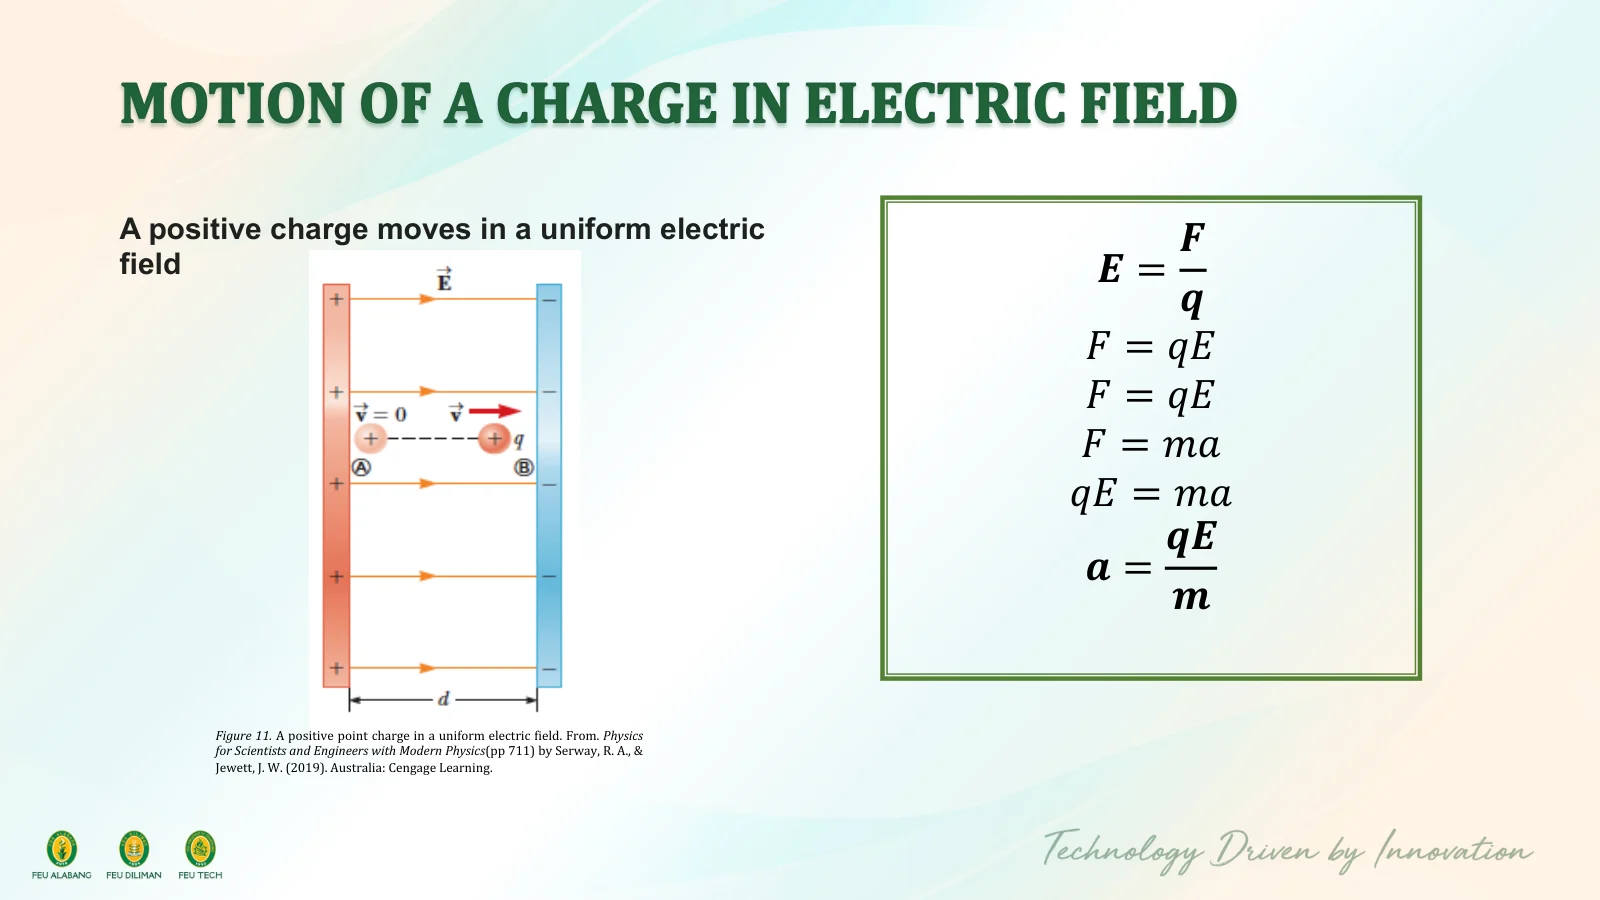 MOTION OF A CHARGE IN ELECTRIC FIELD
A positive charge moves in a uniform electric
field
E⃗
+ −
+ −
v⃗ = 0 v⃗
+ + q
Ⓐ Ⓑ
+ −
+ −
+ −
d
Figure 11. A positive point charge in a uniform electric field. From. Physics
for Scientists and Engineers with Modern Physics(pp 711) by Serway, R. A., &
Jewett, J. W. (2019). Australia: Cengage Learning.
E = F/q
F = qE
F = qE
F = ma
qE = ma
a = qE/m
FEU ALABANG FEU DILIMAN FEU TECH
Technology Driven by Innovation